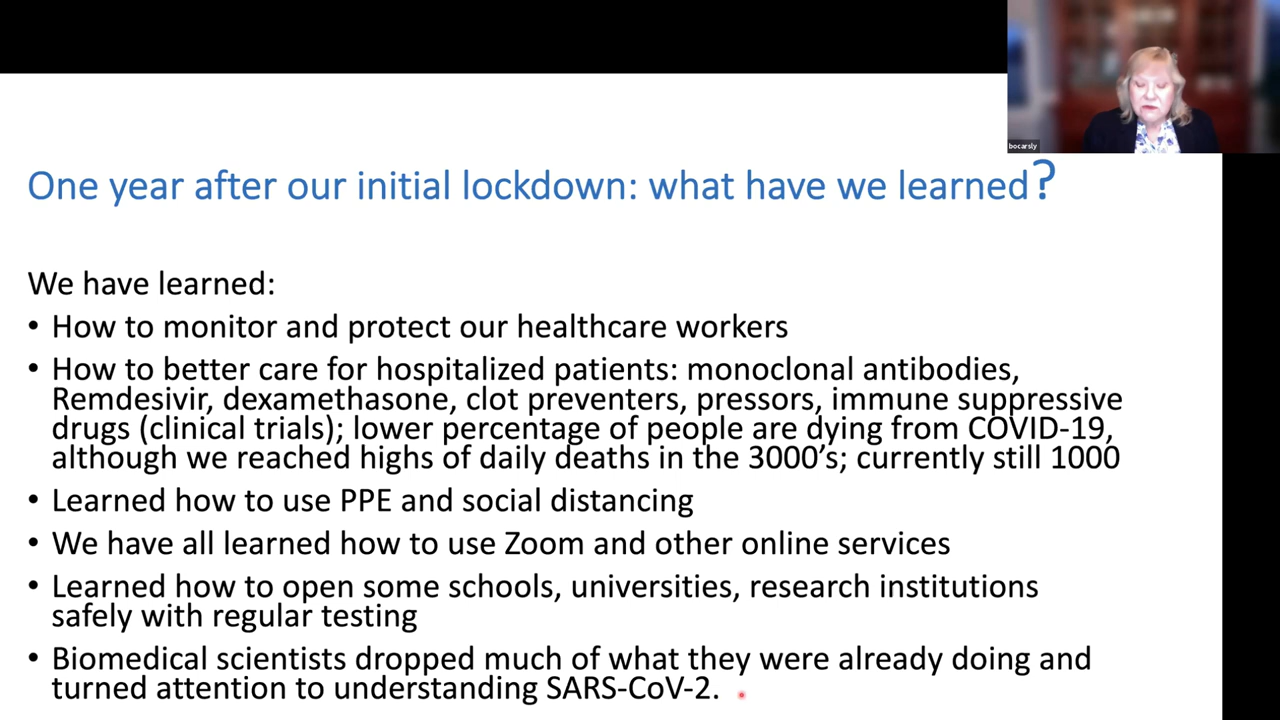 bocarsly
One year after our initial lockdown: what have we learned?
We have learned:
• How to monitor and protect our healthcare workers
• How to better care for hospitalized patients: monoclonal antibodies,
Remdesivir, dexamethasone, clot preventers, pressors, immune suppressive
drugs (clinical trials); lower percentage of people are dying from COVID-19,
although we reached highs of daily deaths in the 3000’s; currently still 1000
• Learned how to use PPE and social distancing
• We have all learned how to use Zoom and other online services
• Learned how to open some schools, universities, research institutions
safely with regular testing
• Biomedical scientists dropped much of what they were already doing and
turned attention to understanding SARS-CoV-2.